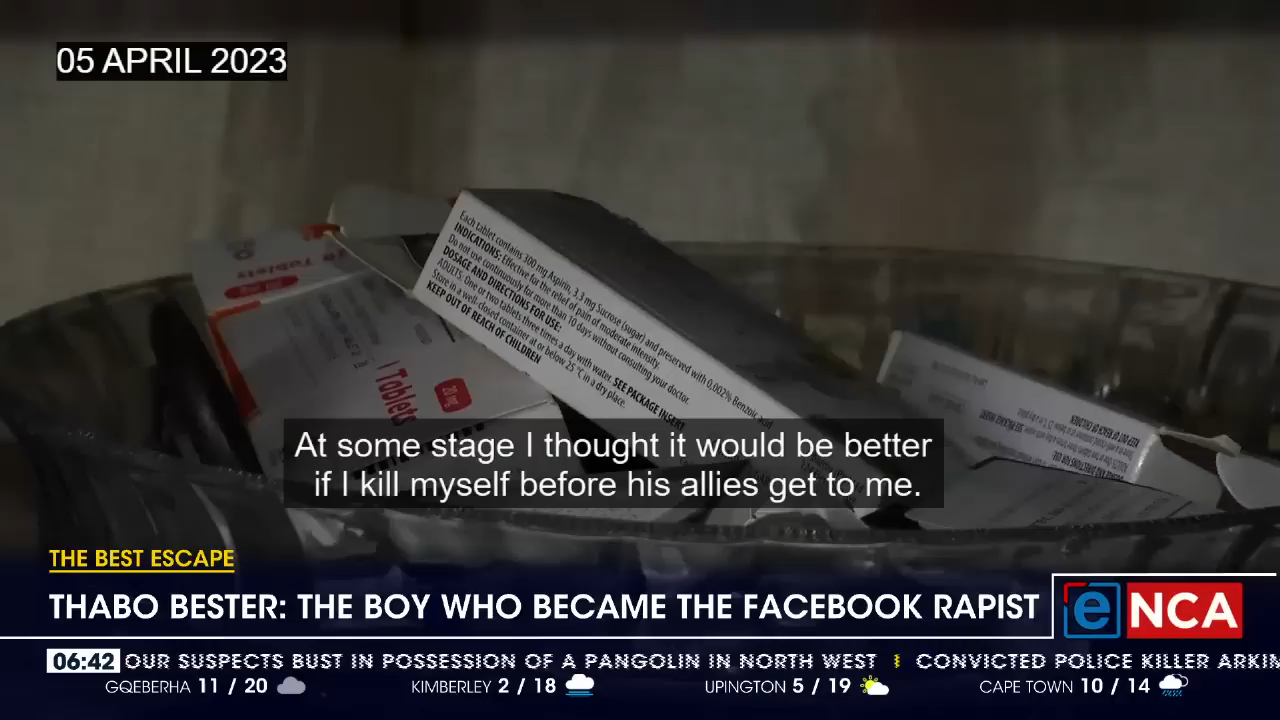 05 APRIL 2023
Each tablet contains 300 mg Aspirin, 3,3 mg Sucrose (sugar) and preserved with 0,002% Benzoic acid
INDICATIONS: Effective for the relief of pain of moderate intensity.
Do not use continuously for more than 10 days without consulting your doctor.
DOSAGE AND DIRECTIONS FOR USE:
ADULTS: One or two tablets three times a day with water. SEE PACKAGE INSERT
Store in a well closed container at or below 25 °C in a dry place.
KEEP OUT OF REACH OF CHILDREN
Tablets
Tablets
20 mg
At some stage I thought it would be better
if I kill myself before his allies get to me.
THE BEST ESCAPE
THABO BESTER: THE BOY WHO BECAME THE FACEBOOK RAPIST
eNCA
06:42 OUR SUSPECTS BUST IN POSSESSION OF A PANGOLIN IN NORTH WEST CONVICTED POLICE KILLER ARKIN
GQEBERHA 11 / 20 KIMBERLEY 2 / 18 UPINGTON 5 / 19 CAPE TOWN 10 / 14